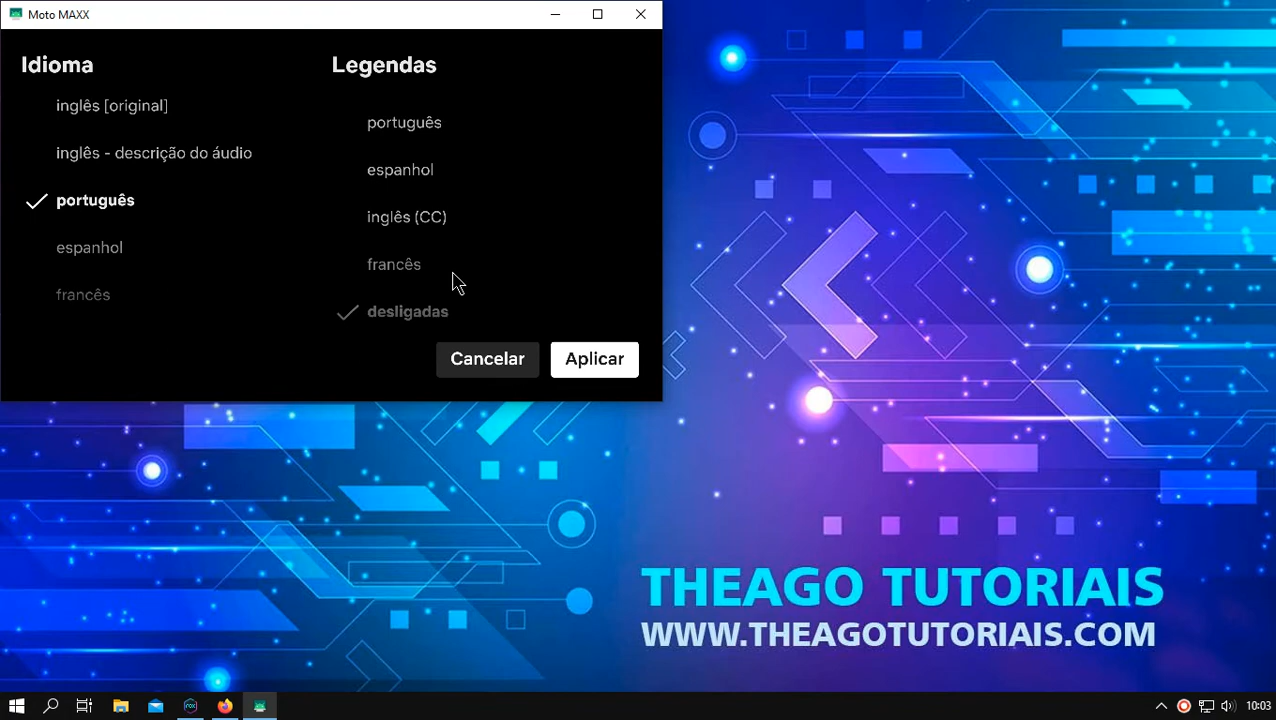 Moto MAXX
Idioma
inglês [original]
inglês - descrição do áudio
português
espanhol
francês
Legendas
português
espanhol
inglês (CC)
francês
desligadas
Cancelar
Aplicar
THEAGO TUTORIAIS
WWW.THEAGOTUTORIAIS.COM
10:03